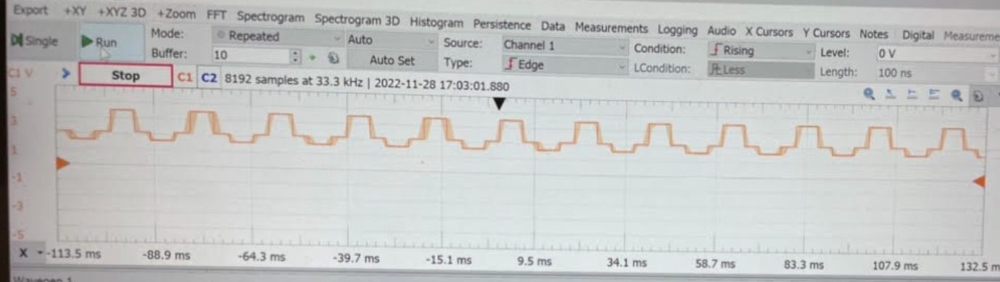 Export +XY +XYZ 3D +Zoom FFT Spectrogram Spectrogram 3D Histogram Persistence Data Measurements Logging Audio X Cursors Y Cursors Notes Digital Measureme
Single Run Mode: Repeated Auto Source: Channel 1 Condition: Rising Level: 0 V
Buffer: 10 Auto Set Type: Edge LCondition: Less Length: 100 ns
C1 V Stop C1 C2 8192 samples at 33.3 kHz | 2022-11-28 17:03:01.880
5
3
1
-1
-3
-5
X -113.5 ms -88.9 ms -64.3 ms -39.7 ms -15.1 ms 9.5 ms 34.1 ms 58.7 ms 83.3 ms 107.9 ms 132.5 m
Wavegen 1